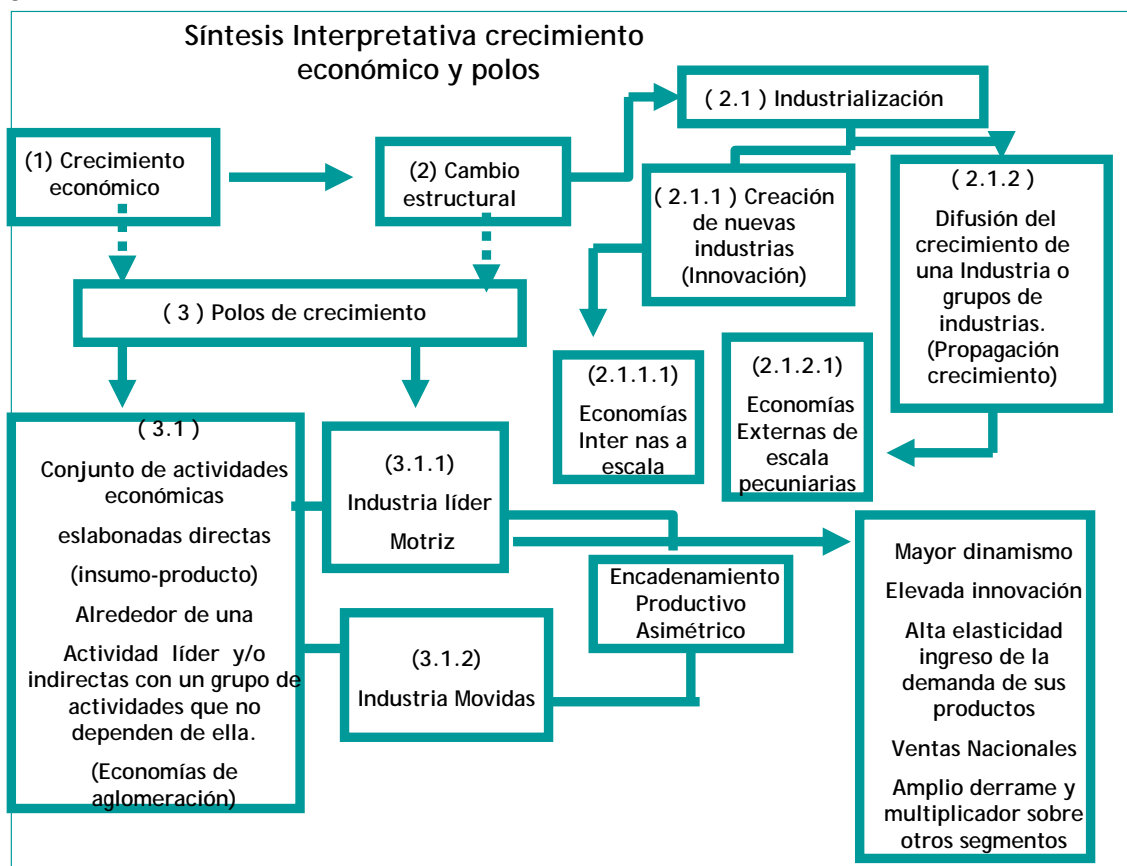 Síntesis Interpretativa crecimiento
económico y polos
( 2.1 ) Industrialización
(1) Crecimiento
económico
(2) Cambio
estructural
(2.1.1 ) Creación
de nuevas
industrias
(Innovación)
( 2.1.2 )
Difusión del
crecimiento de
una Industria o
grupos de
industrias.
(Propagación
crecimiento)
( 3 ) Polos de crecimiento
(2.1.1.1)
Economías
Inter nas a
escala
(2.1.2.1)
Economías
Externas de
escala
pecuniarias
( 3.1 )
Conjunto de actividades
económicas
eslabonadas directas
(insumo-producto)
Alrededor de una
Actividad líder y/o
indirectas con un grupo de
actividades que no
dependen de ella.
(Economías de
aglomeración)
(3.1.1)
Industria líder
Motriz
(3.1.2)
Industria Movidas
Encadenamiento
Productivo
Asimétrico
Mayor dinamismo
Elevada innovación
Alta elasticidad
ingreso de la
demanda de sus
productos
Ventas Nacionales
Amplio derrame y
multiplicador sobre
otros segmentos